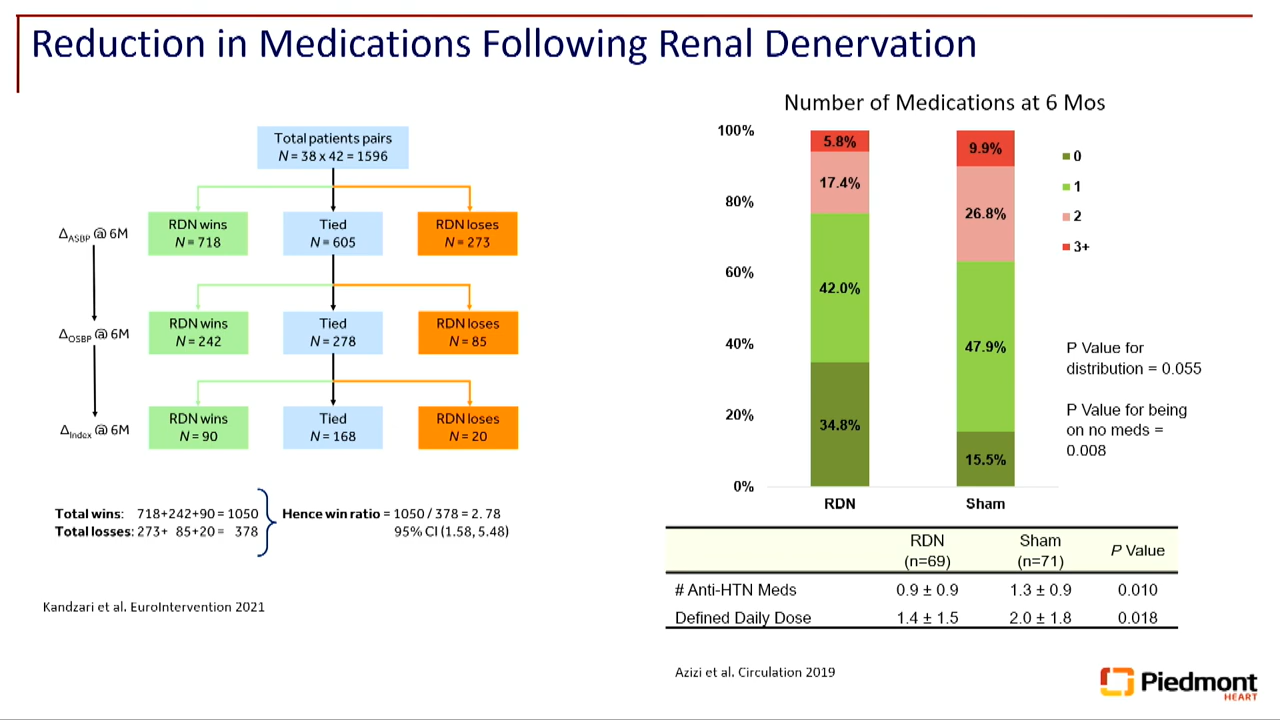 Reduction in Medications Following Renal Denervation
Total patients pairs
N = 38 x 42 = 1596
ΔASBP @ 6M
RDN wins
N = 718
Tied
N = 605
RDN loses
N = 273
ΔOSBP @ 6M
RDN wins
N = 242
Tied
N = 278
RDN loses
N = 85
ΔIndex @ 6M
RDN wins
N = 90
Tied
N = 168
RDN loses
N = 20
Total wins: 718+242+90 = 1050
Total losses: 273+ 85+20 = 378
Hence win ratio = 1050 / 378 = 2.78
95% CI (1.58, 5.48)
Kandzari et al. EuroIntervention 2021
Number of Medications at 6 Mos
100%
80%
60%
40%
20%
0%
5.8%
17.4%
42.0%
34.8%
RDN
9.9%
26.8%
47.9%
15.5%
Sham
0
1
2
3+
P Value for
distribution = 0.055
P Value for being
on no meds =
0.008
RDN
(n=69)
Sham
(n=71)
P Value
# Anti-HTN Meds 0.9 ± 0.9 1.3 ± 0.9 0.010
Defined Daily Dose 1.4 ± 1.5 2.0 ± 1.8 0.018
Azizi et al. Circulation 2019
Piedmont
HEART